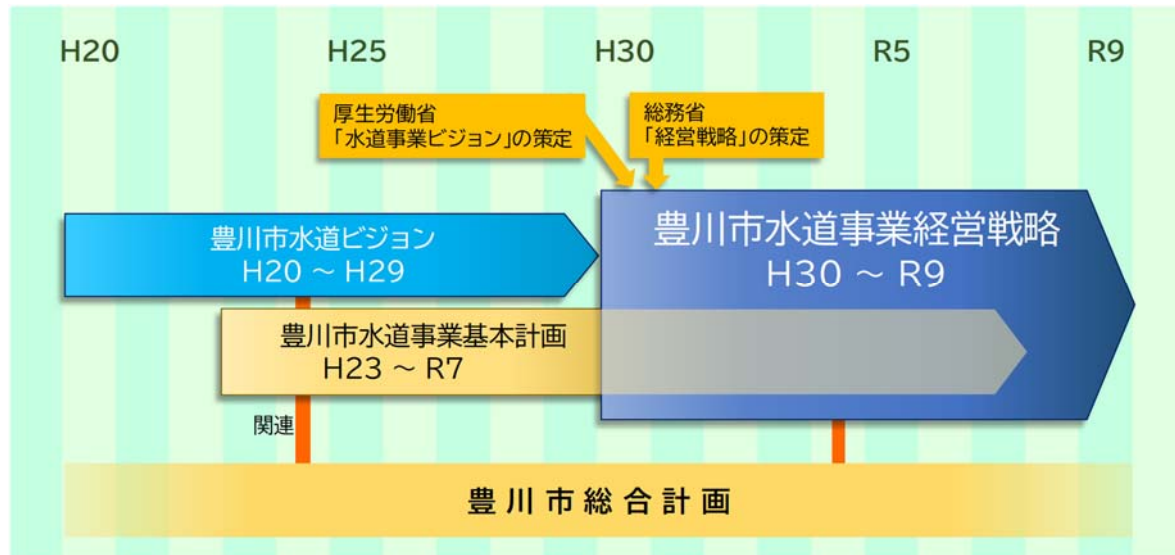 H20 H25 H30 R5 R9
厚生労働省
「水道事業ビジョン」の策定
総務省
「経営戦略」の策定
豊川市水道ビジョン
H20 ～ H29
豊川市水道事業経営戦略
H30 ～ R9
豊川市水道事業基本計画
H23 ～ R7
関連
豊川市総合計画